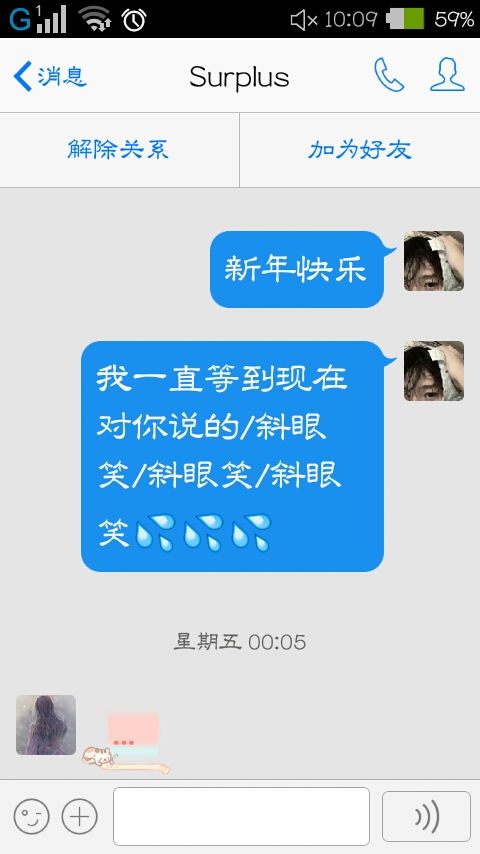 G 1 10:09 59%
消息 Surplus
解除关系 加为好友
新年快乐
我一直等到现在
对你说的/斜眼
笑/斜眼笑/斜眼
笑💦💦💦
星期五 00:05
...